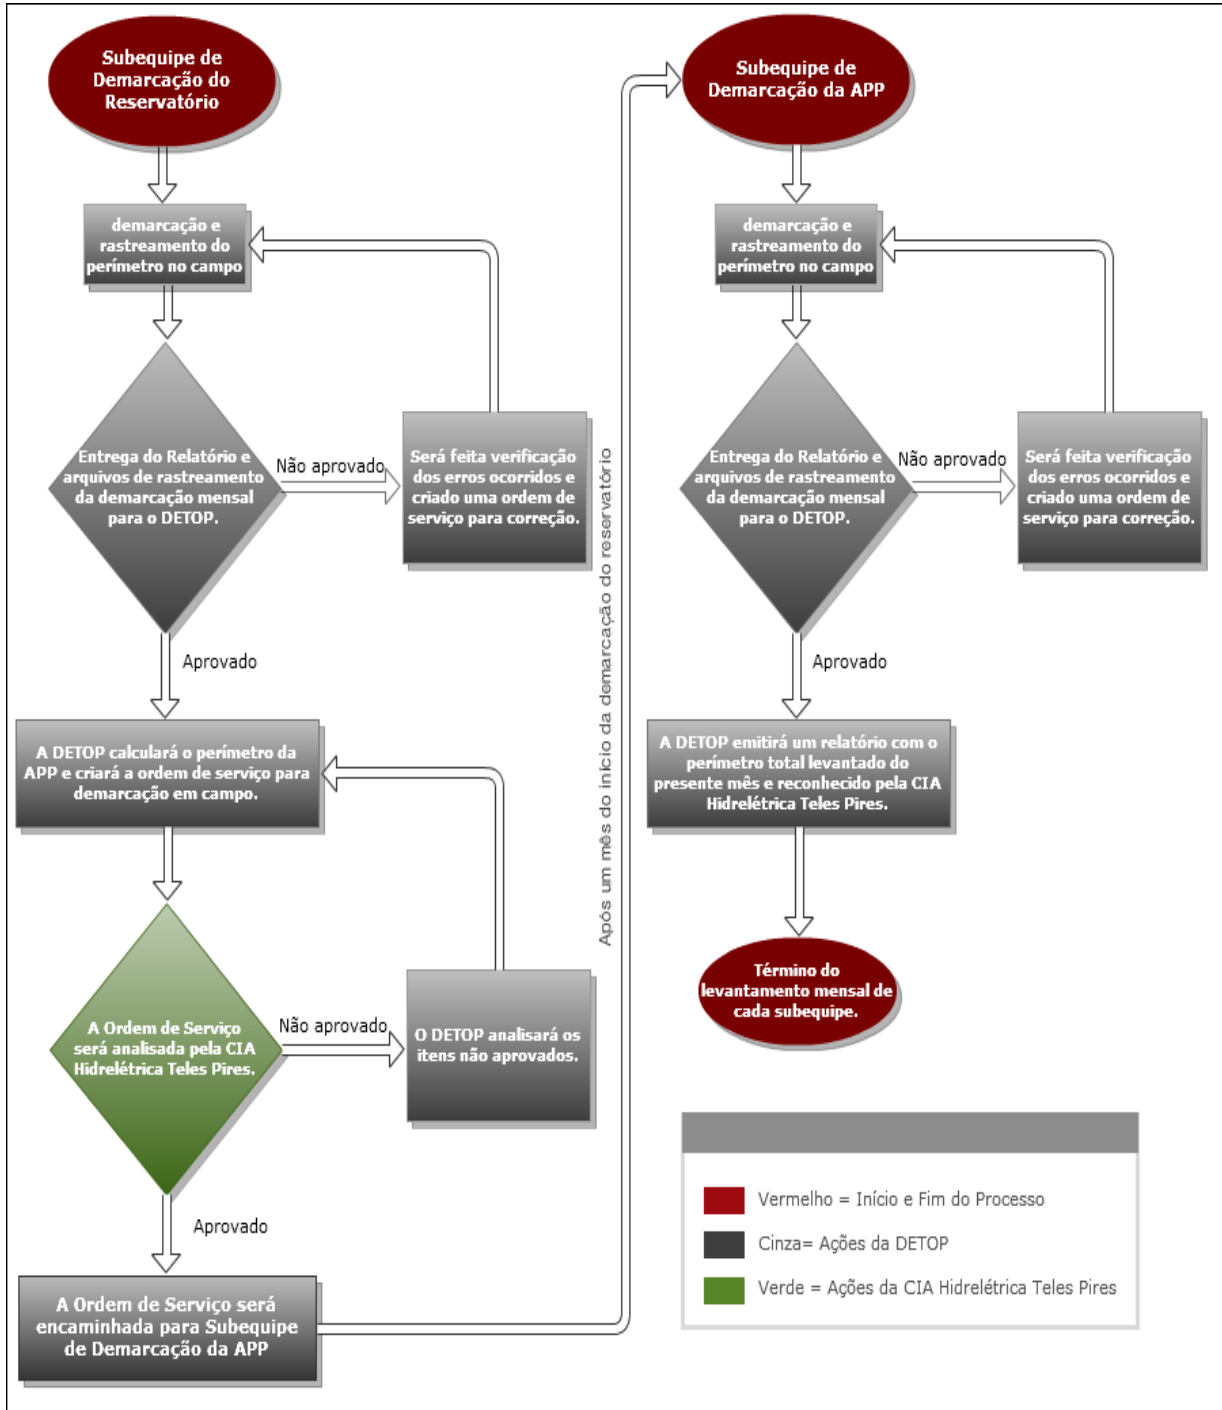 Subequipe de
Demarcação do
Reservatório
demarcação e
rastreamento do
perímetro no campo
Entrega do Relatório e
arquivos de rastreamento
da demarcação mensal
para o DETOP.
Não aprovado
Será feita verificação
dos erros ocorridos e
criado uma ordem de
serviço para correção.
Aprovado
A DETOP calculará o perímetro da
APP e criará a ordem de serviço para
demarcação em campo.
A Ordem de Serviço
será analisada pela CIA
Hidrelétrica Teles Pires.
Não aprovado
O DETOP analisará os
itens não aprovados.
Aprovado
A Ordem de Serviço será
encaminhada para Subequipe
de Demarcação da APP
Após um mês do início da demarcação do reservatório
Subequipe de
Demarcação da APP
demarcação e
rastreamento do
perímetro no campo
Entrega do Relatório e
arquivos de rastreamento
da demarcação mensal
para o DETOP.
Não aprovado
Será feita verificação
dos erros ocorridos e
criado uma ordem de
serviço para correção.
Aprovado
A DETOP emitirá um relatório com o
perímetro total levantado do
presente mês e reconhecido pela CIA
Hidrelétrica Teles Pires.
Término do
levantamento mensal de
cada subequipe.
Vermelho = Início e Fim do Processo
Cinza= Ações da DETOP
Verde = Ações da CIA Hidrelétrica Teles Pires